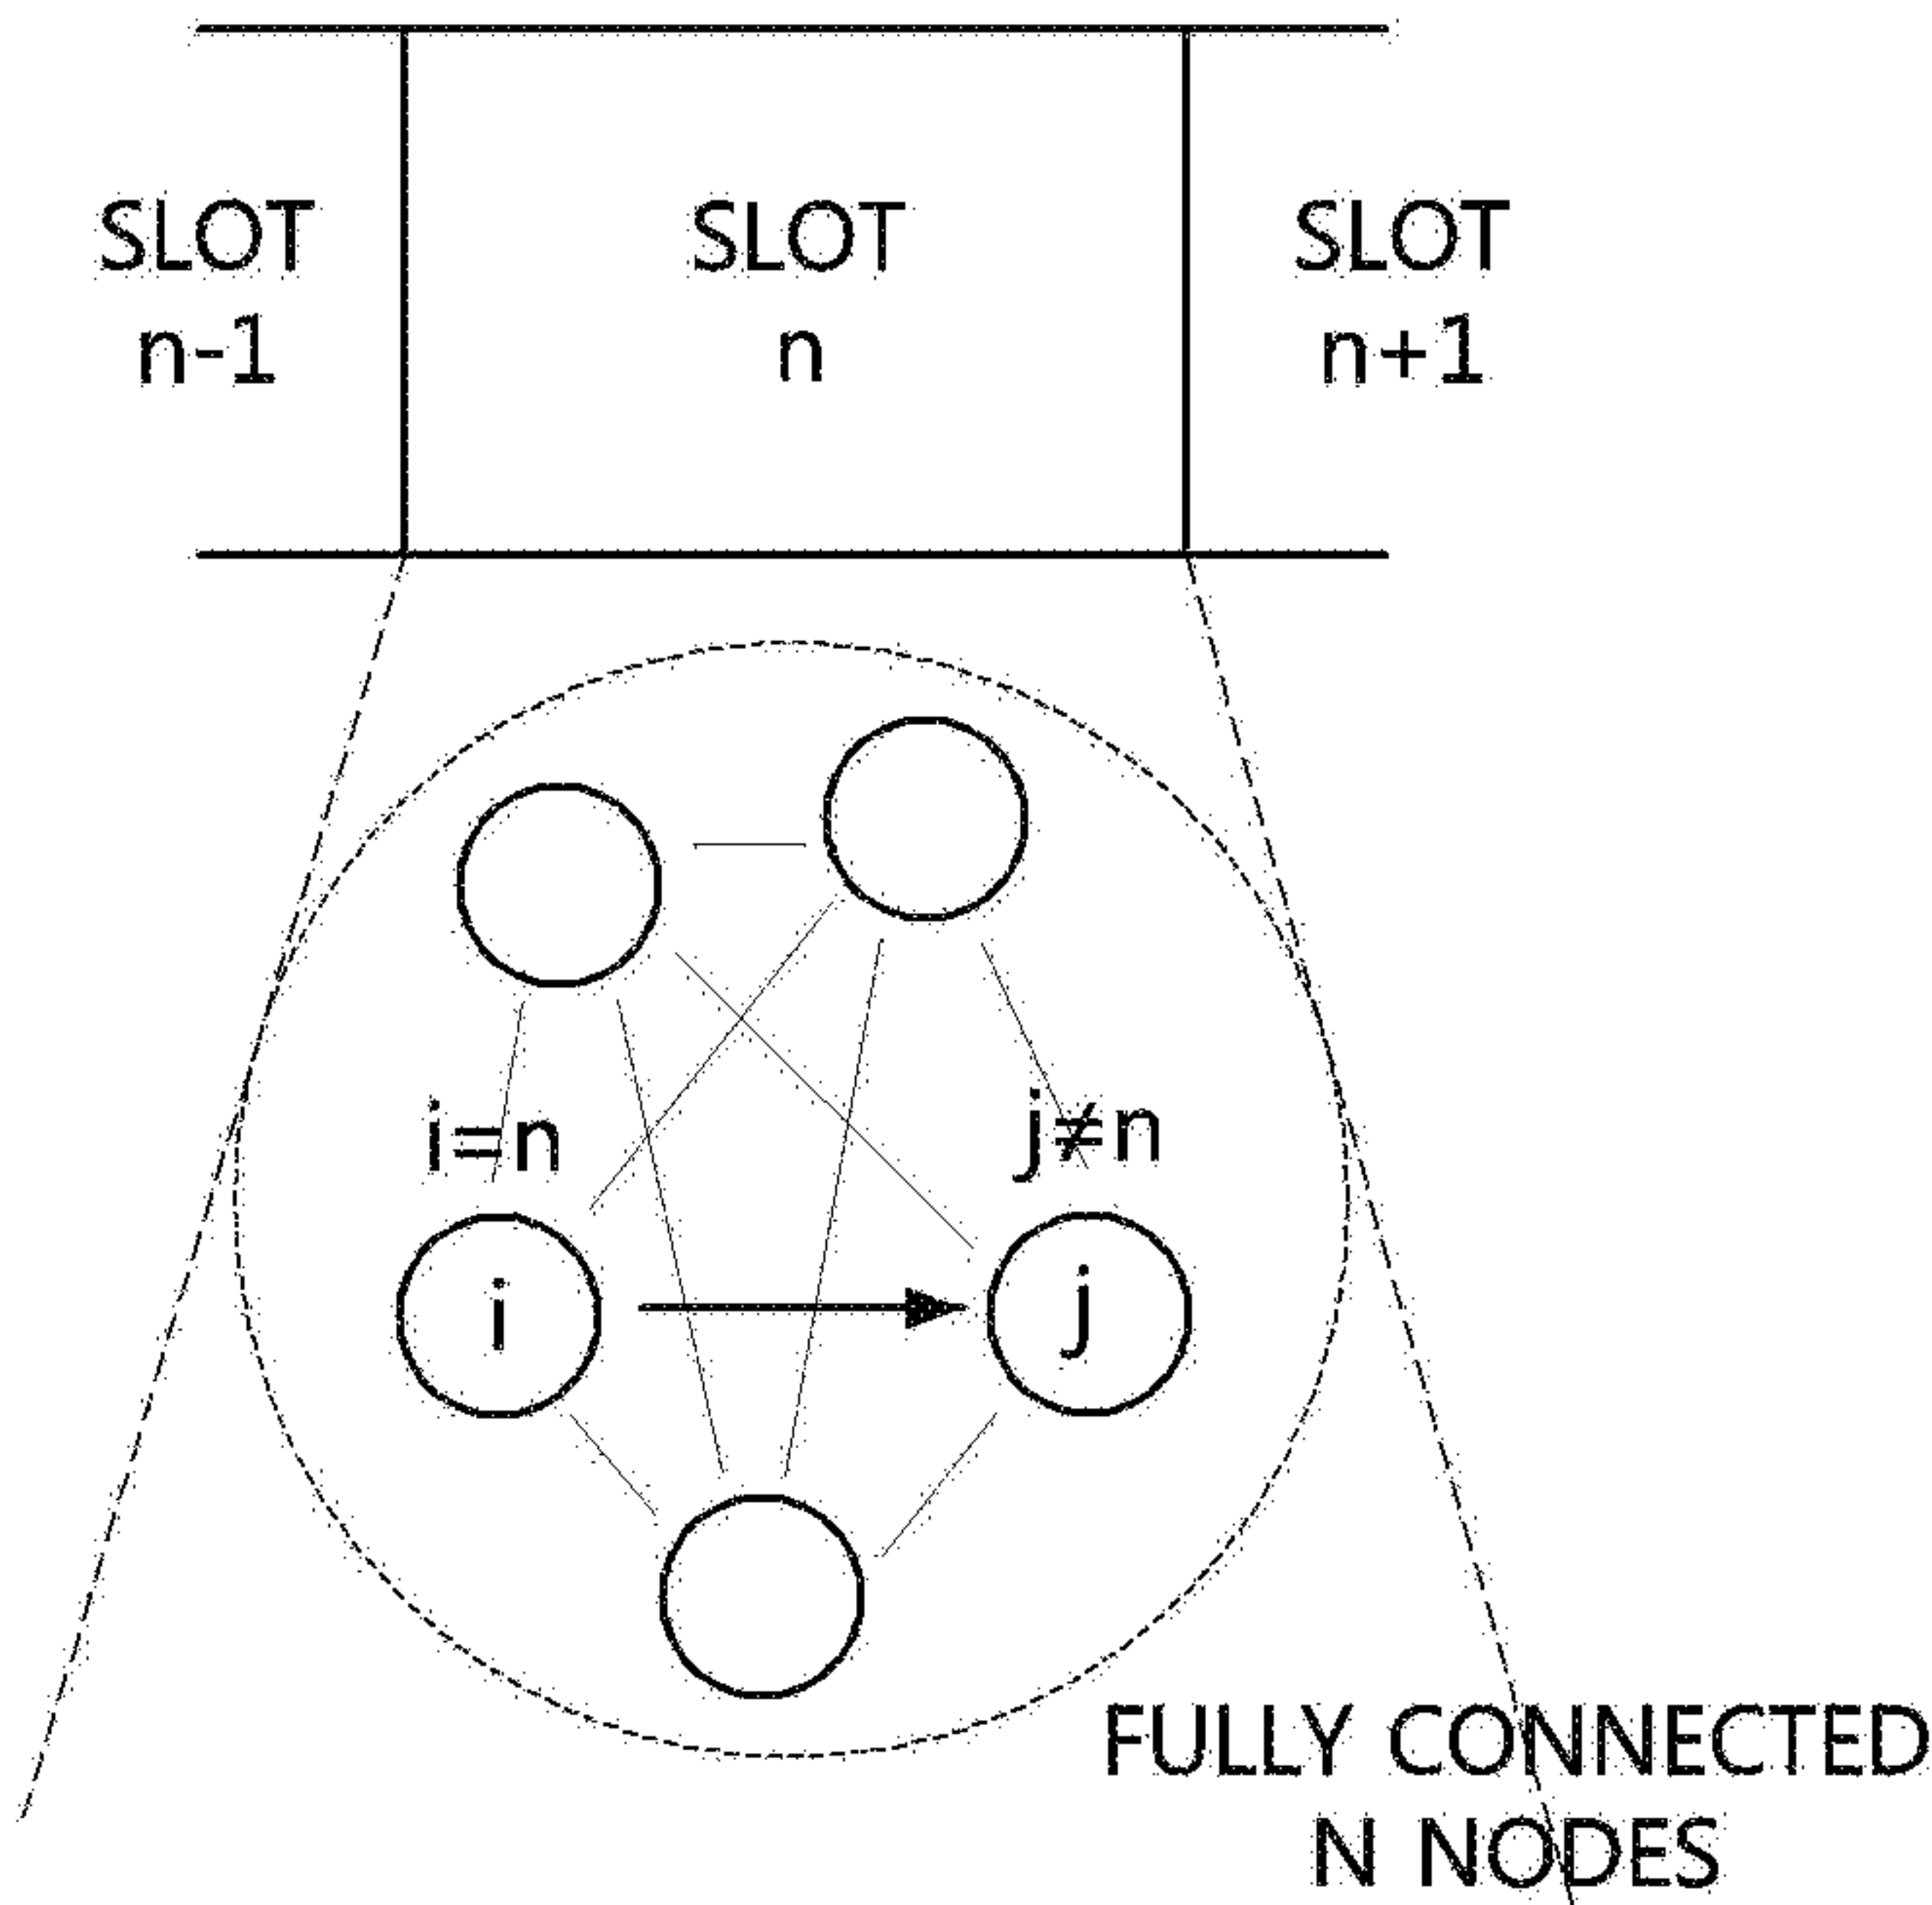 SLOT
n-1
SLOT
n
SLOT
n+1
i=n
j≠n
i
j
FULLY CONNECTED
N NODES